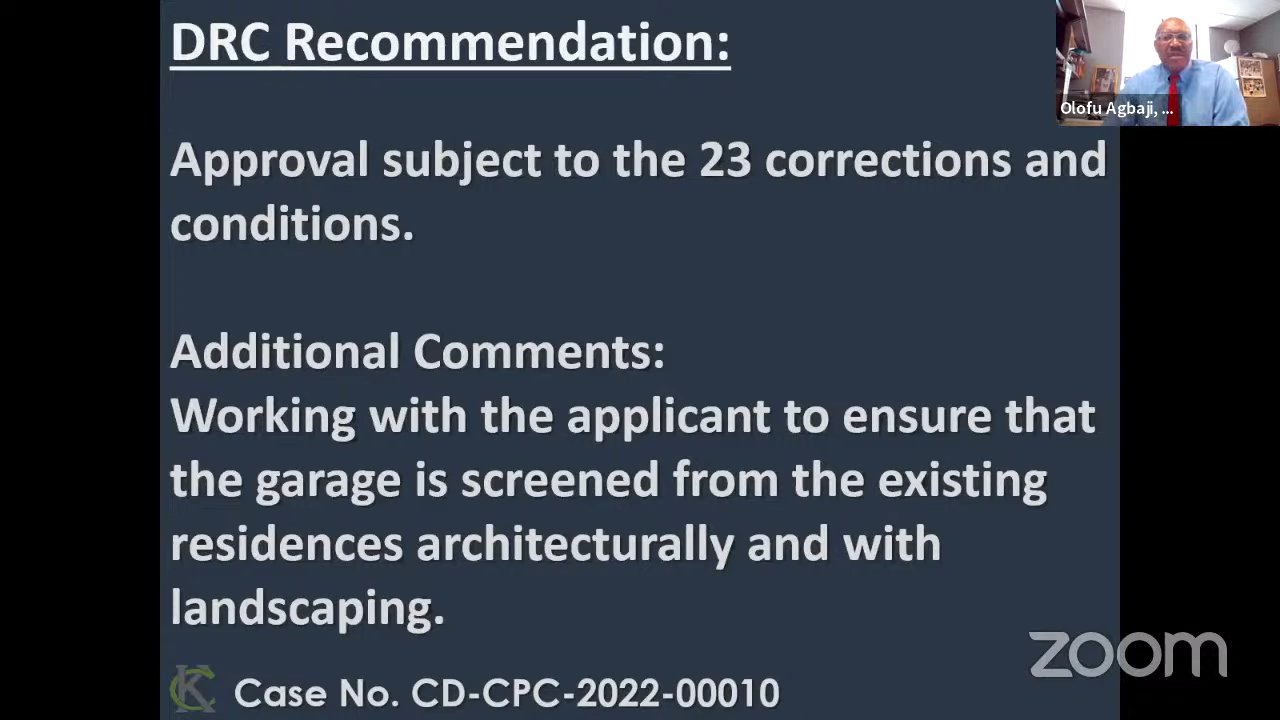 DRC Recommendation:
Olofu Agbaji, ...
Approval subject to the 23 corrections and
conditions.
Additional Comments:
Working with the applicant to ensure that
the garage is screened from the existing
residences architecturally and with
landscaping.
zoom
KC Case No. CD-CPC-2022-00010